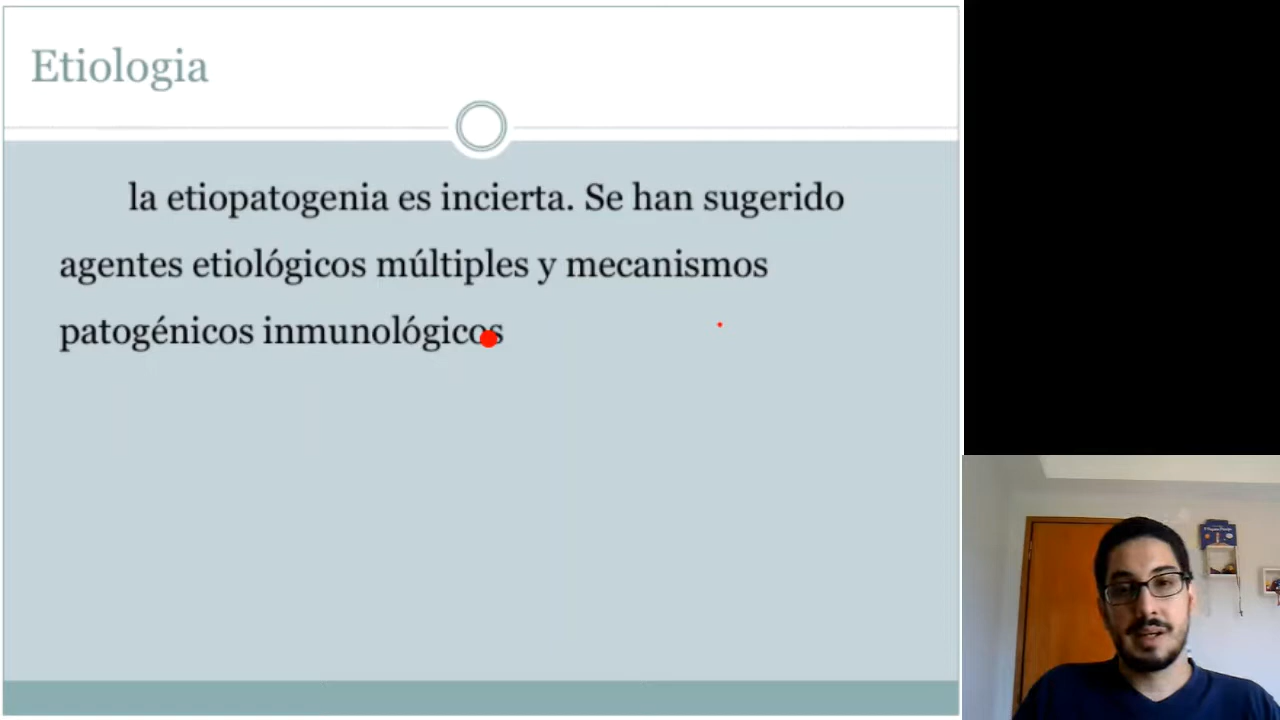 Etiologia
la etiopatogenia es incierta. Se han sugerido
agentes etiológicos múltiples y mecanismos
patogénicos inmunológicos